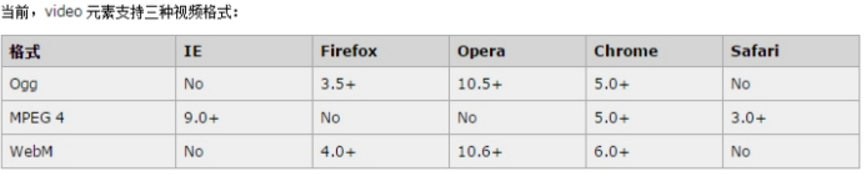 当前，video 元素支持三种视频格式：
格式 IE Firefox Opera Chrome Safari
Ogg No 3.5+ 10.5+ 5.0+ No
MPEG 4 9.0+ No No 5.0+ 3.0+
WebM No 4.0+ 10.6+ 6.0+ No